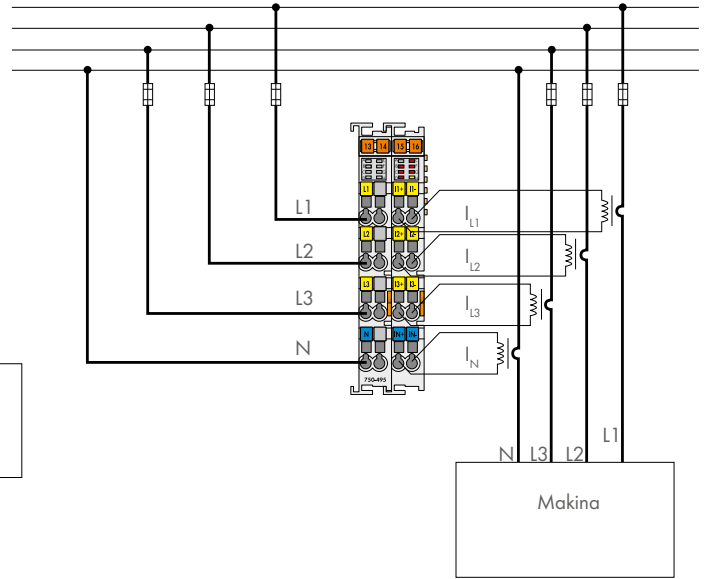 13 14 15 16
L1 I1+ I1-
L1 I
L1
L2 I2+ I2-
L2 I
L2
L3 I3+ I3-
L3 I
L3
N IN+ IN-
N I
N
750-495
N L3 L2 L1
Makina